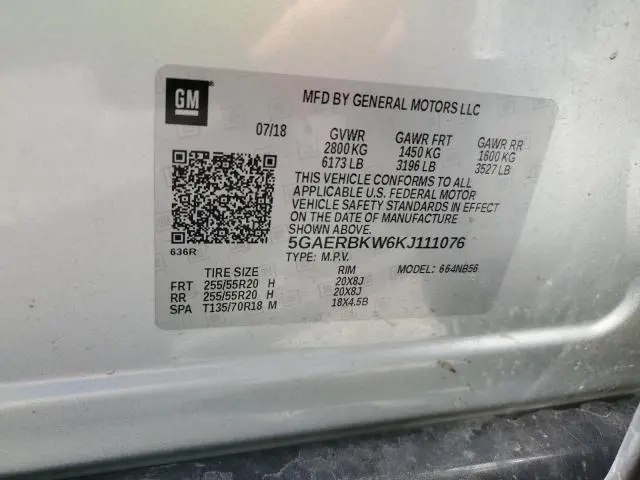 GM
MFD BY GENERAL MOTORS LLC
07/18 GVWR GAWR FRT GAWR RR
2800 KG 1450 KG 1600 KG
6173 LB 3196 LB 3527 LB
THIS VEHICLE CONFORMS TO ALL
APPLICABLE U.S. FEDERAL MOTOR
VEHICLE SAFETY STANDARDS IN EFFECT
ON THE DATE OF MANUFACTURE
SHOWN ABOVE.
636R
5GAERBKW6KJ111076
TYPE: M.P.V. MODEL: 664NB56
TIRE SIZE RIM
FRT 255/55R20 H 20X8J
RR 255/55R20 H 20X8J
SPA T135/70R18 M 18X4.5B